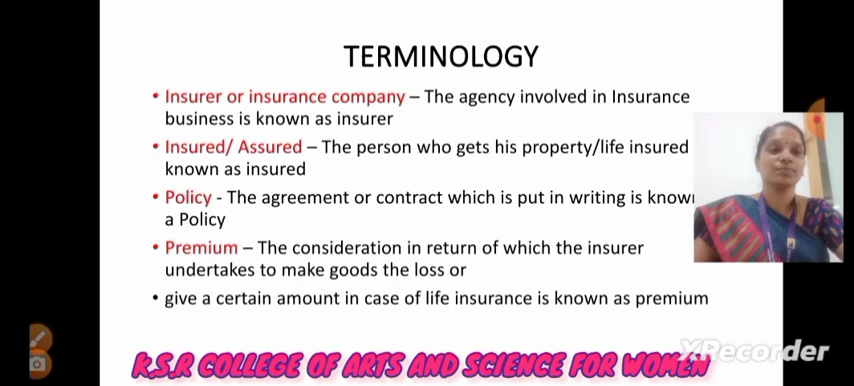 TERMINOLOGY
• Insurer or insurance company – The agency involved in Insurance
business is known as insurer
• Insured/ Assured – The person who gets his property/life insured
known as insured
• Policy - The agreement or contract which is put in writing is
a Policy
• Premium – The consideration in return of which the insurer
undertakes to make goods the loss or
• give a certain amount in case of life insurance is known as premium
K.S.R COLLEGE OF ARTS AND SCIENCE FOR WOMEN
XRecorder